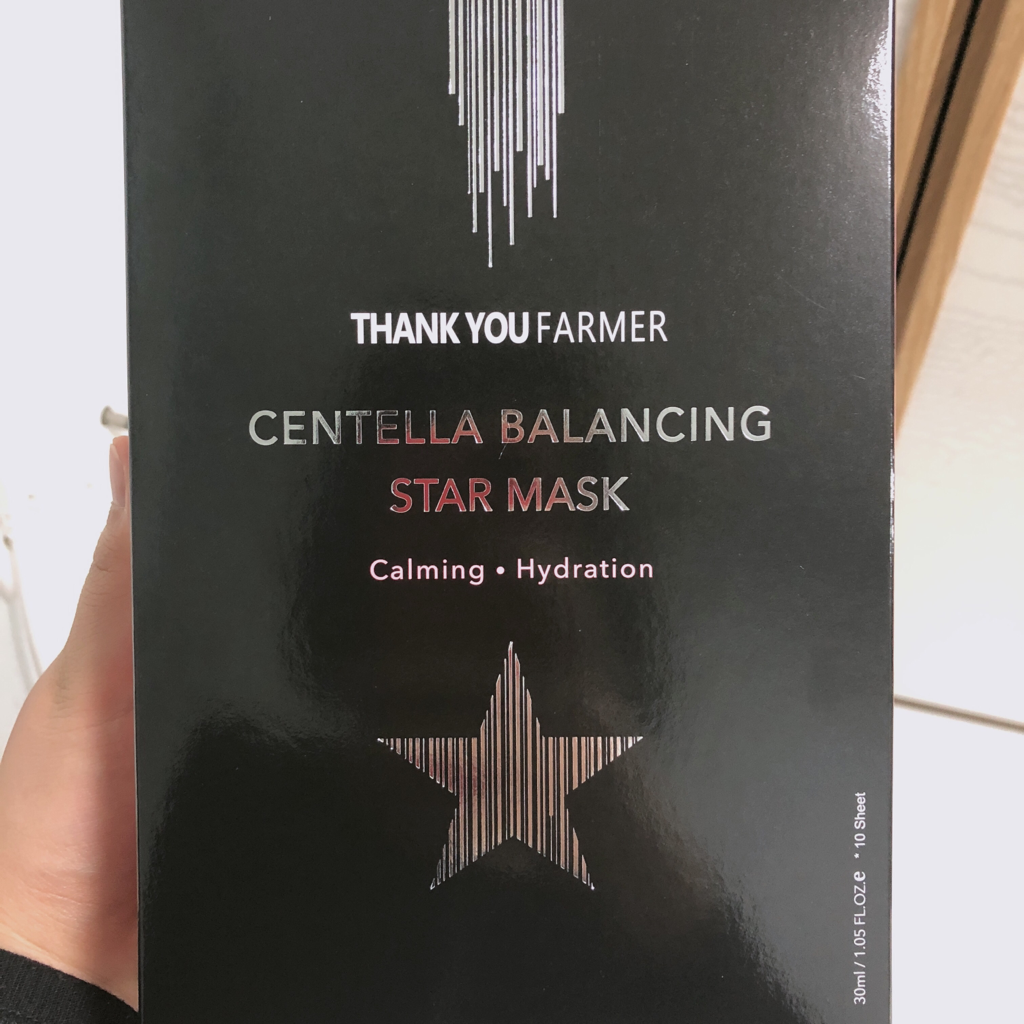 THANK YOU FARMER
CENTELLA BALANCING
STAR MASK
Calming • Hydration
30ml / 1.05 FL.OZ.e * 10 Sheet